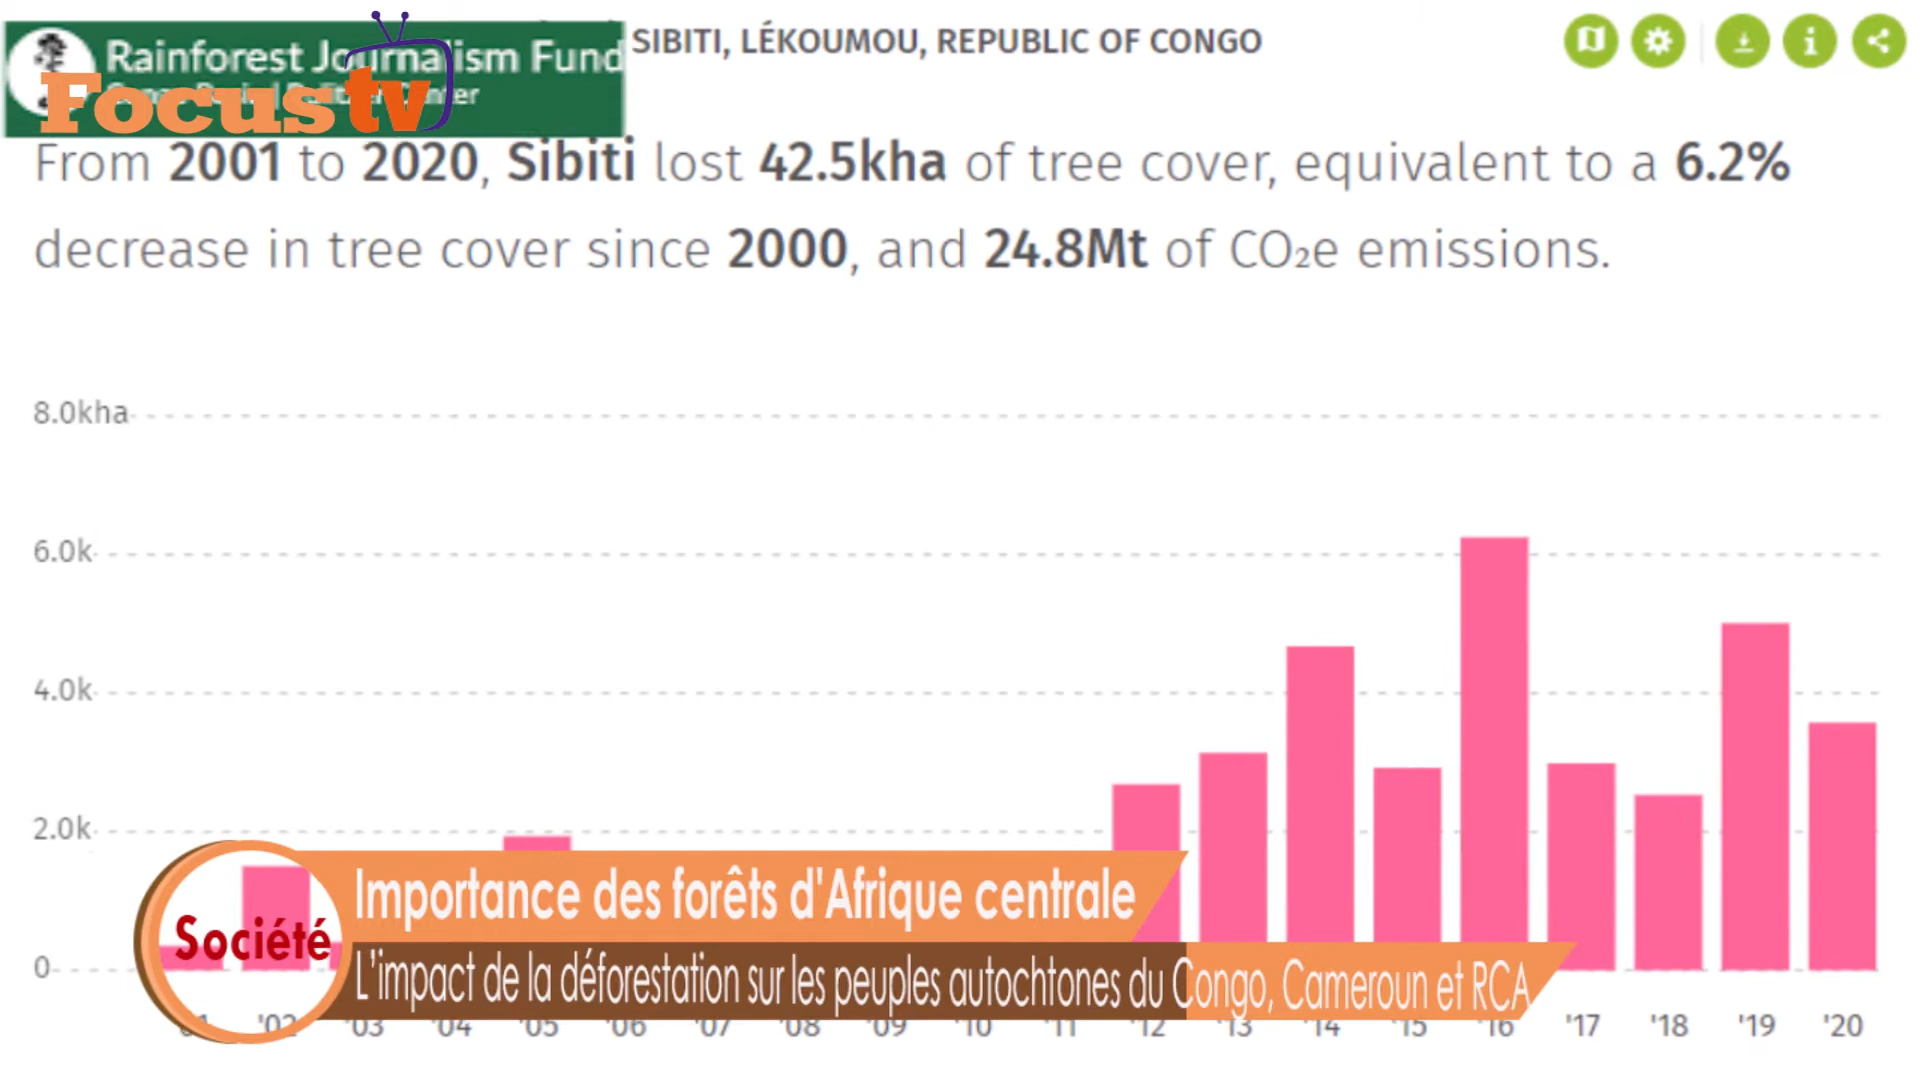 Rainforest Journalism Fund
Focus tv
SIBITI, LÉKOUMOU, REPUBLIC OF CONGO
From 2001 to 2020, Sibiti lost 42.5kha of tree cover, equivalent to a 6.2%
decrease in tree cover since 2000, and 24.8Mt of CO₂e emissions.
8.0kha
6.0k
4.0k
2.0k
0
Société
Importance des forêts d'Afrique centrale
L'impact de la déforestation sur les peuples autochtones du Congo, Cameroun et RCA
'02 '03 '04 '05 '06 '07 '08 '09 '10 '11 '12 '13 '14 '15 '16 '17 '18 '19 '20